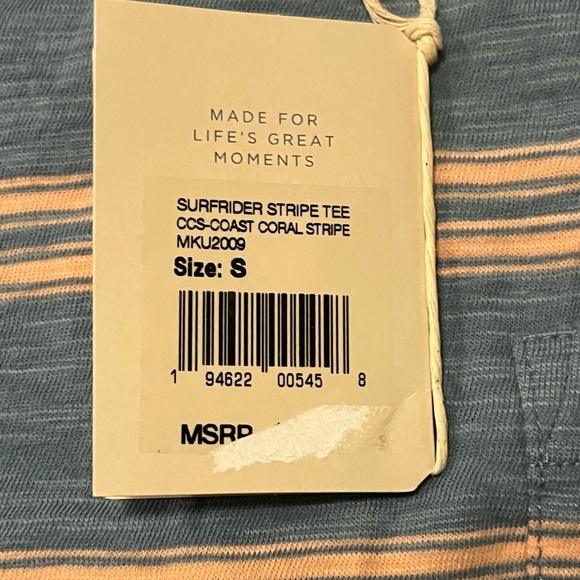 MADE FOR
LIFE'S GREAT
MOMENTS
SURFRIDER STRIPE TEE
CCS-COAST CORAL STRIPE
MKU2009
Size: S
1 94622 00545 8
MSRP